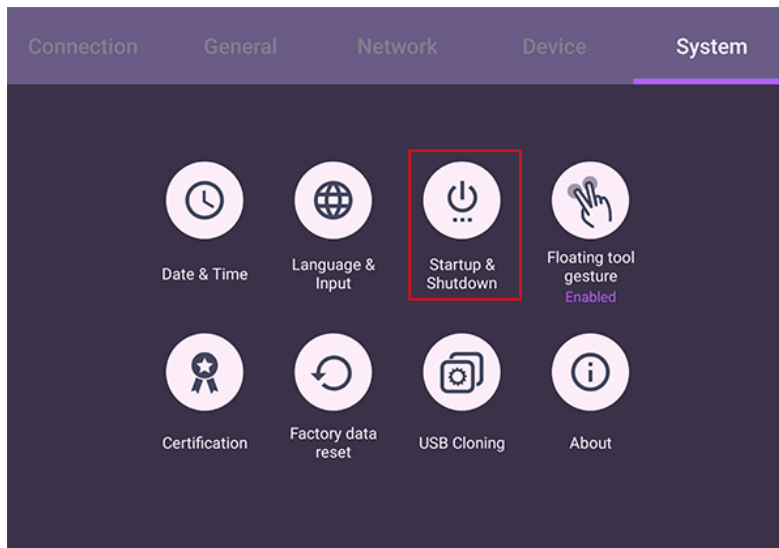 Connection General Network Device System
Date & Time
Language &
Input
Startup &
Shutdown
Floating tool
gesture
Enabled
Certification
Factory data
reset
USB Cloning
About